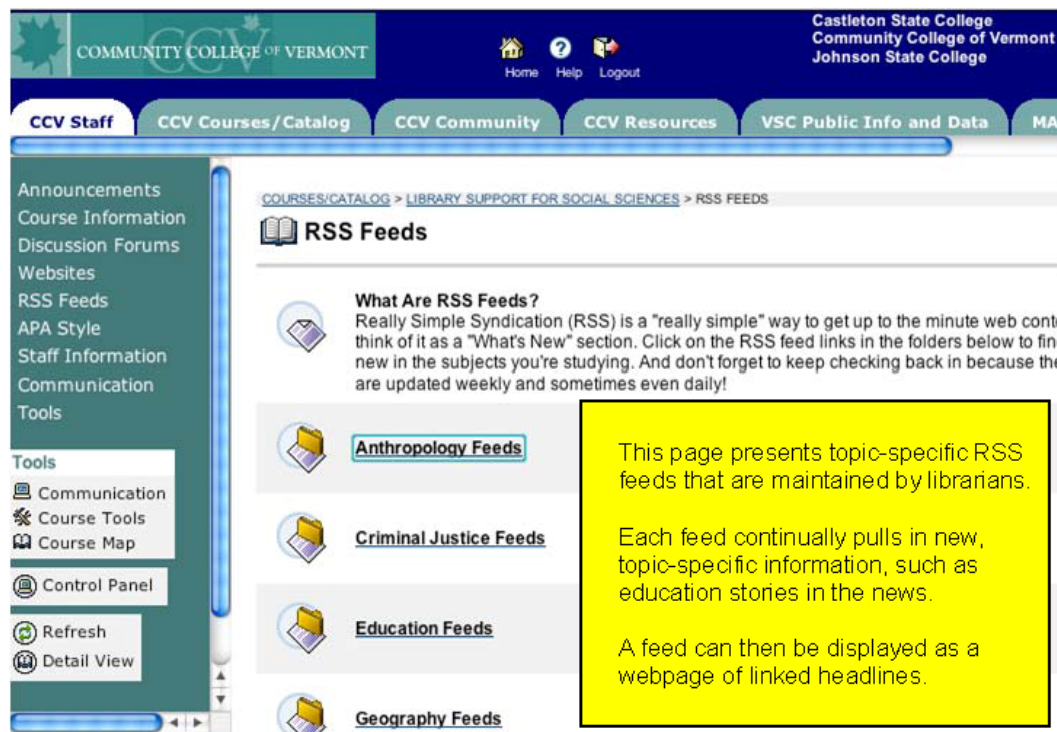 COMMUNITY COLLEGE OF VERMONT
CCV
Home Help Logout
Castleton State College
Community College of Vermont
Johnson State College
CCV Staff CCV Courses/Catalog CCV Community CCV Resources VSC Public Info and Data MA
Announcements
Course Information
Discussion Forums
Websites
RSS Feeds
APA Style
Staff Information
Communication
Tools
Tools
Communication
Course Tools
Course Map
Control Panel
Refresh
Detail View
COURSES/CATALOG > LIBRARY SUPPORT FOR SOCIAL SCIENCES > RSS FEEDS
RSS Feeds
What Are RSS Feeds?
Really Simple Syndication (RSS) is a "really simple" way to get up to the minute web conte
think of it as a "What's New" section. Click on the RSS feed links in the folders below to fin
new in the subjects you're studying. And don't forget to keep checking back in because the
are updated weekly and sometimes even daily!
Anthropology Feeds
Criminal Justice Feeds
Education Feeds
Geography Feeds
This page presents topic-specific RSS
feeds that are maintained by librarians.
Each feed continually pulls in new,
topic-specific information, such as
education stories in the news.
A feed can then be displayed as a
webpage of linked headlines.